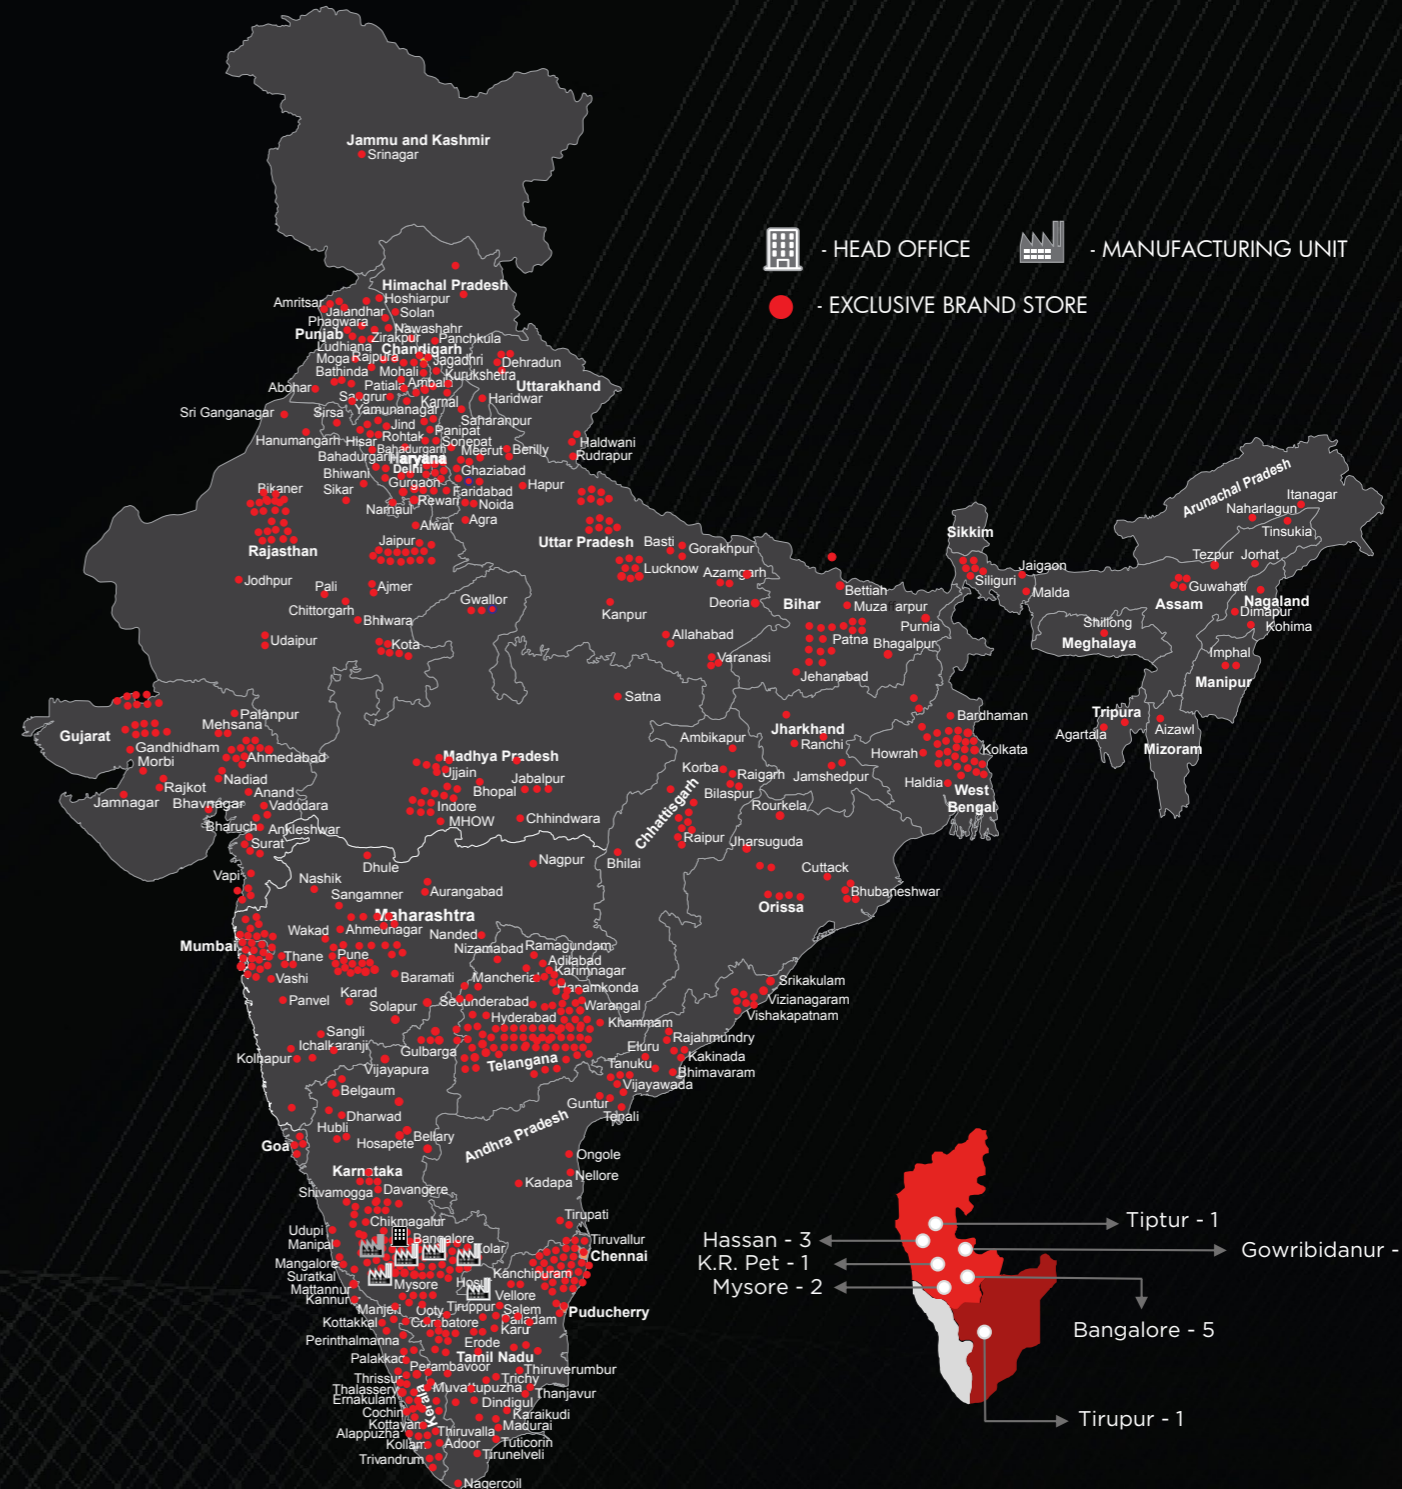 Jammu and Kashmir
Srinagar
- HEAD OFFICE
- MANUFACTURING UNIT
- EXCLUSIVE BRAND STORE
Himachal Pradesh
Amritsar
Hoshiarpur
Jalandhar
Solan
Phagwara
Nawashahr
Punjab
Zirakpur
Panchkula
Ludhiana
Chandigarh
Moga
Rajpura
Jagadhri
Dehradun
Bathinda
Mohali
Kurukshetra
Abohar
Patiala
Ambala
Uttarakhand
Sangrur
Karnal
Haridwar
Sri Ganganagar
Sirsa
Yamunanagar
Saharanpur
Jind
Panipat
Hanumangarh
Hisar
Rohtak
Sonepat
Haldwani
Bahadurgarh
Meerut
Berilly
Rudrapur
Bahadurgarh
Haryana
Bhiwani
Delhi
Ghaziabad
Gurgaon
Hapur
Pikaner
Sikar
Faridabad
Rewari
Noida
Narnaul
Agra
Alwar
Rajasthan
Jaipur
Uttar Pradesh
Basti
Gorakhpur
Lucknow
Azamgarh
Jodhpur
Pali
Ajmer
Chittorgarh
Gwallor
Kanpur
Deoria
Bhlwara
Udaipur
Kota
Allahabad
Varanasi
Bettiah
Bihar
Muza
arpur
Purnia
Patna
Bhagalpur
Jehanabad
Sikkim
Siliguri
Jaigaon
Malda
Arunachal Pradesh
Itanagar
Naharlagun
Tinsukia
Tezpur
Jorhat
Guwahati
Assam
Nagaland
Dimapur
Kohima
Shillong
Meghalaya
Imphal
Manipur
Tripura
Agartala
Aizawl
Mizoram
Satna
Palanpur
Mehsana
Gujarat
Gandhidham
Morbi
Ahmedabad
Nadiad
Rajkot
Anand
Jamnagar
Bhavnagar
Vadodara
Bharuch
Ankleshwar
Surat
Vapi
Madhya Pradesh
Ujjain
Jabalpur
Bhopal
Indore
MHOW
Chhindwara
Jharkhand
Ambikapur
Ranchi
Bardhaman
Howrah
Kolkata
Korba
Raigarh
Jamshedpur
Haldia
Bilaspur
West
Bengal
Rourkela
Chhattisgarh
Raipur
Jharsuguda
Bhilai
Cuttack
Bhubaneshwar
Orissa
Dhule
Nagpur
Nashik
Sangamner
Aurangabad
Maharashtra
Wakad
Ahmednagar
Nanded
Mumbai
Thane
Pune
Nizamabad
Ramagundam
Adilabad
Vashi
Baramati
Mancherial
Karimnagar
Hanamkonda
Panvel
Karad
Solapur
Secunderabad
Warangal
Hyderabad
Khammam
Srikakulam
Vizianagaram
Vishakapatnam
Sangli
Ichalkaranji
Kolhapur
Gulbarga
Telangana
Vijayapura
Eluru
Rajahmundry
Kakinada
Tanuku
Bhimavaram
Vijayawada
Belgaum
Guntur
Tenali
Dharwad
Hubli
Hosapete
Bellary
Andhra Pradesh
Goa
Ongole
Karnataka
Kadapa
Nellore
Shivamogga
Davangere
Tirupati
Chikmagalur
Udupi
Manipal
Bangalore
Kolar
Tiruvallur
Chennai
Mangalore
Suratkal
Mattannur
Kannur
Mysore
Kanchipuram
Vellore
Manjeri
Ooty
Tiruppur
Salem
Puducherry
Kottakkal
Coimbatore
Karur
Perinthalmanna
Erode
Palakkad
Tamil Nadu
Perambavoor
Thiruverumbur
Thrissur
Trichy
Thalassery
Muvattupuzha
Thanjavur
Ernakulam
Kerala
Dindigul
Cochin
Karaikudi
Kottayam
Madurai
Alappuzha
Thiruvalla
Kollam
Adoor
Tuticorin
Trivandrum
Tirunelveli
Nagercoil
Tiptur - 1
Hassan - 3
Gowribidanur -
K.R. Pet - 1
Mysore - 2
Bangalore - 5
Tirupur - 1